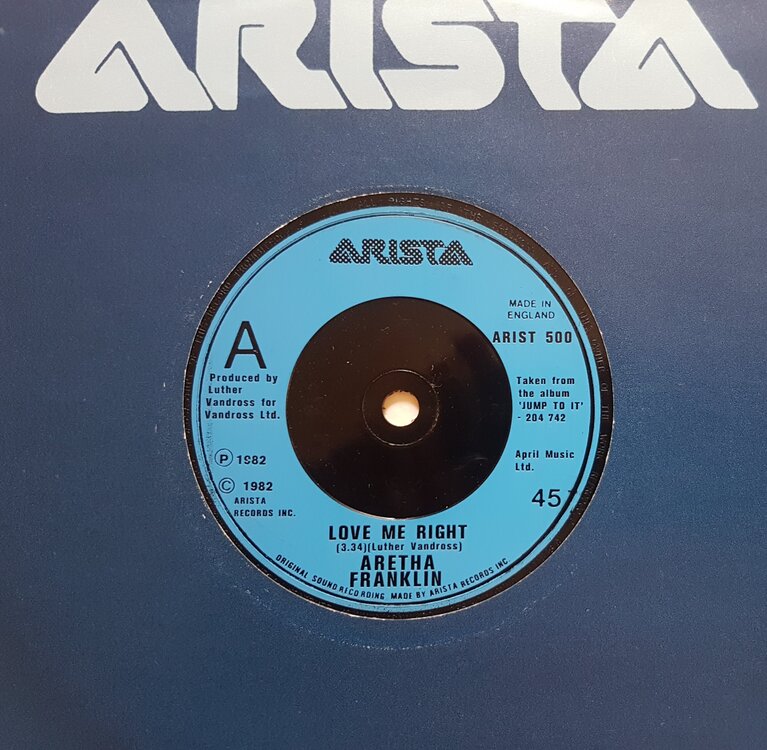 ARISTA
ARISTA
MADE IN
ENGLAND
ARIST 500
A
Produced by
Luther
Vandross for
Vandross Ltd.
Taken from
the album
'JUMP TO IT'
- 204 742
April Music
Ltd.
P 1982
© 1982
ARISTA
RECORDS INC.
45
LOVE ME RIGHT
(3.34)(Luther Vandross)
ARETHA
FRANKLIN
ORIGINAL SOUND RECORDING MADE BY ARISTA RECORDS INC